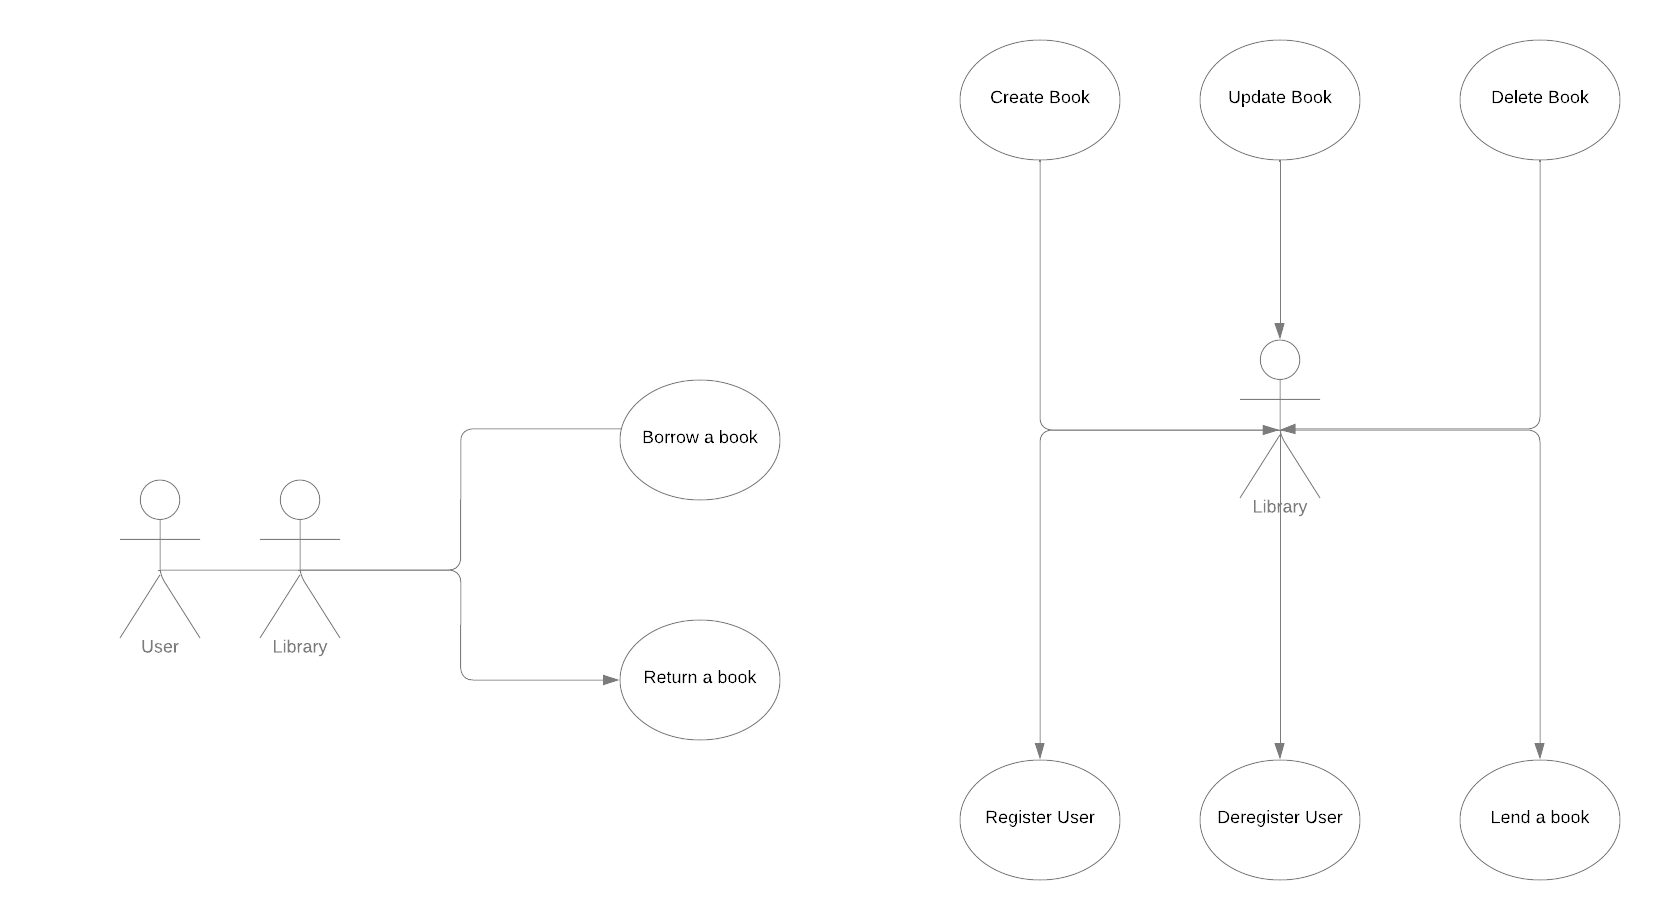 Create Book
Update Book
Delete Book
Borrow a book
Library
User
Library
Return a book
Register User
Deregister User
Lend a book